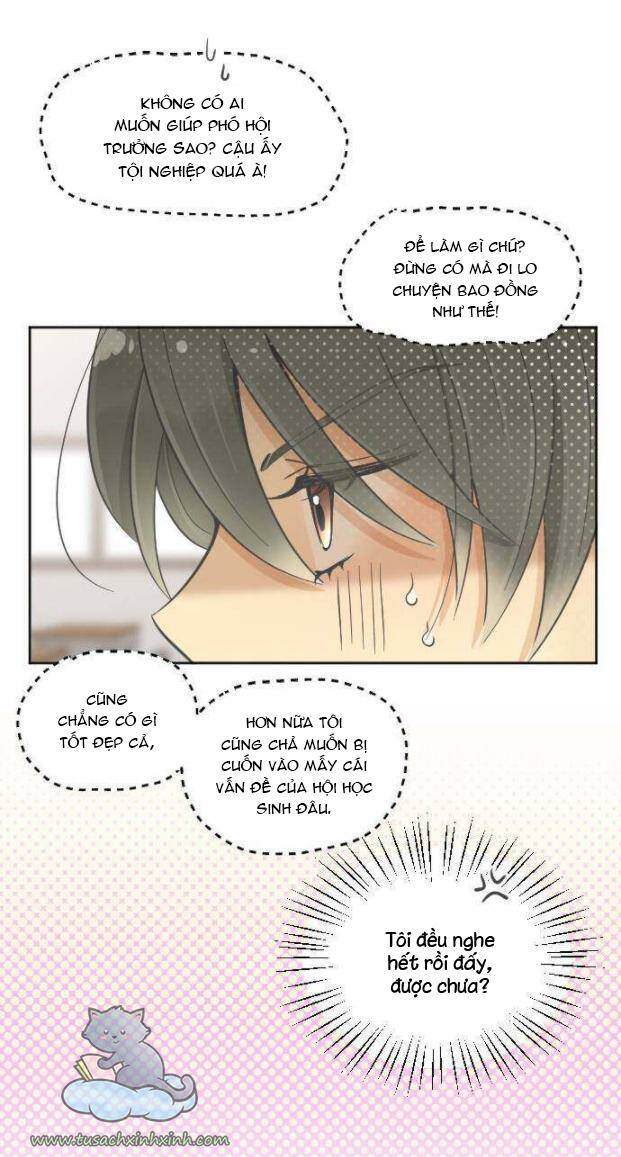 KHÔNG CÓ AI
MUỐN GIÚP PHÓ HỘI
TRƯỞNG SAO? CẬU ẤY
TỘI NGHIỆP QUÁ À!
ĐỂ LÀM GÌ CHỨ?
ĐỪNG CÓ MÀ ĐI LO
CHUYỆN BAO ĐỒNG
NHƯ THẾ!
CŨNG
CHẲNG CÓ GÌ
TỐT ĐẸP CẢ,
HƠN NỮA TÔI
CŨNG CHẢ MUỐN BỊ
CUỐN VÀO MẤY CÁI
VẤN ĐỀ CỦA HỘI HỌC
SINH ĐÂU.
Tôi đều nghe
hết rồi đấy,
được chưa?
www.tusachxinhxinh.com